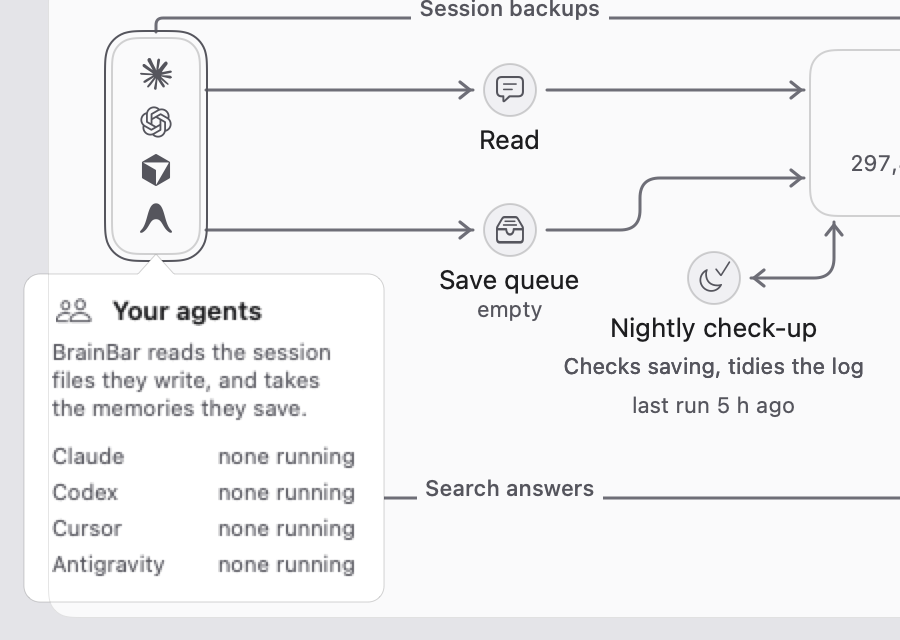 Session backups
Read
297,
Save queue
empty
Nightly check-up
Checks saving, tidies the log
last run 5 h ago
Your agents
BrainBar reads the session
files they write, and takes
the memories they save.
Claude none running
Codex none running
Cursor none running
Antigravity none running
Search answers